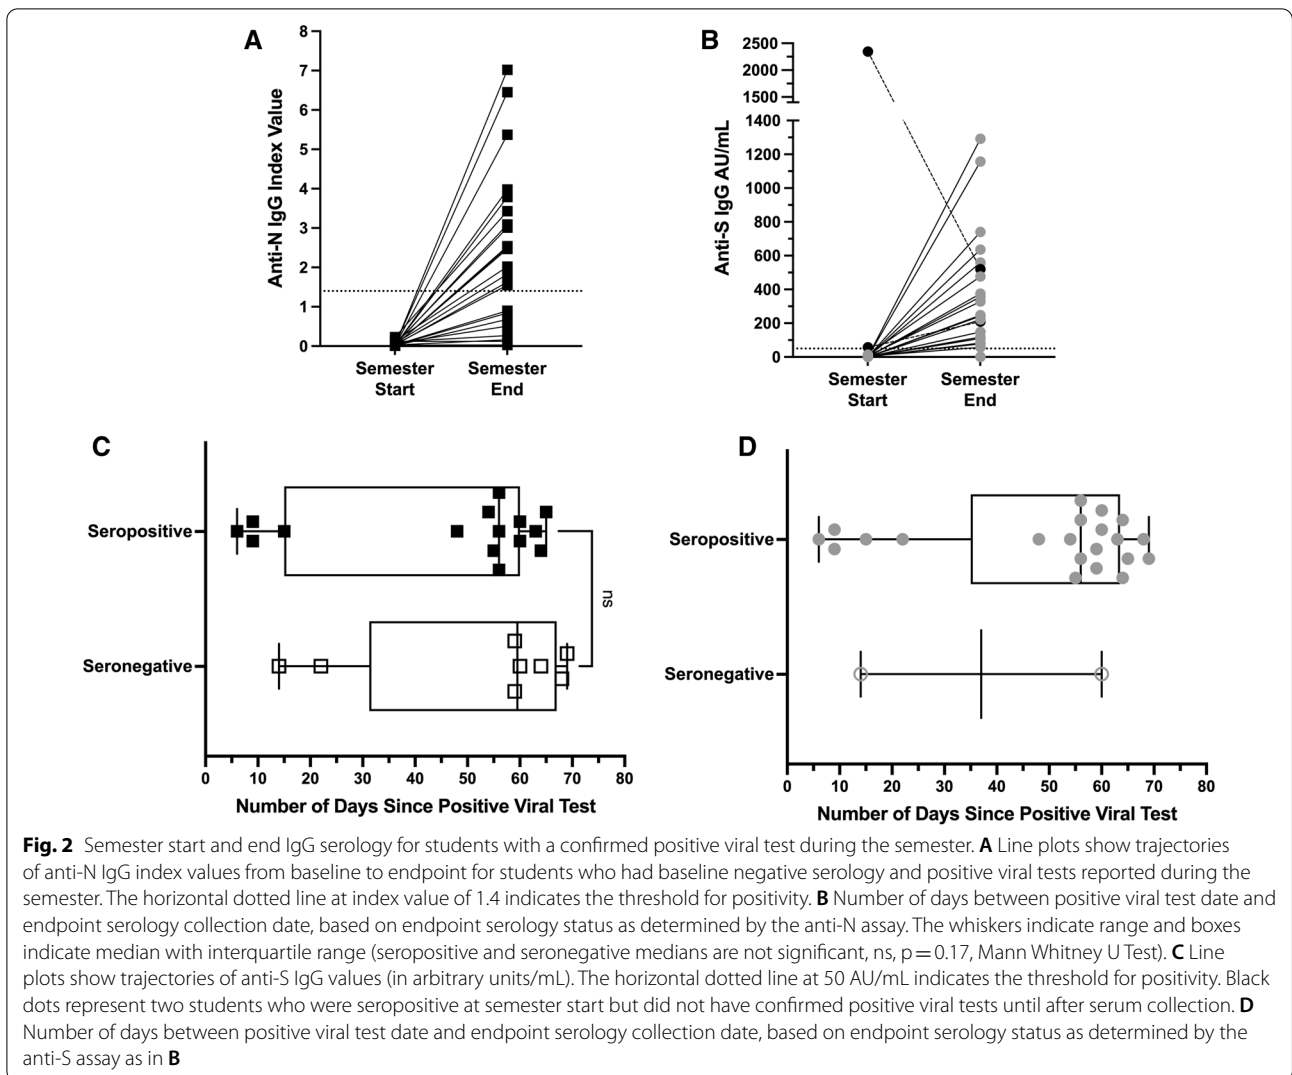 A
8
7
6
5
4
3
2
1
0
Anti-N IgG Index Value
Semester Start
Semester End
B
2500
2000
1500
1400
1200
1000
800
600
400
200
0
Anti-S IgG AU/mL
Semester Start
Semester End
C
Seropositive
Seronegative
ns
0 10 20 30 40 50 60 70 80
Number of Days Since Positive Viral Test
D
Seropositive
Seronegative
0 10 20 30 40 50 60 70 80
Number of Days Since Positive Viral Test
Fig. 2 Semester start and end IgG serology for students with a confirmed positive viral test during the semester. A Line plots show trajectories
of anti-N IgG index values from baseline to endpoint for students who had baseline negative serology and positive viral tests reported during the
semester. The horizontal dotted line at index value of 1.4 indicates the threshold for positivity. B Number of days between positive viral test date and
endpoint serology collection date, based on endpoint serology status as determined by the anti-N assay. The whiskers indicate range and boxes
indicate median with interquartile range (seropositive and seronegative medians are not significant, ns, p = 0.17, Mann Whitney U Test). C Line
plots show trajectories of anti-S IgG values (in arbitrary units/mL). The horizontal dotted line at 50 AU/mL indicates the threshold for positivity. Black
dots represent two students who were seropositive at semester start but did not have confirmed positive viral tests until after serum collection. D
Number of days between positive viral test date and endpoint serology collection date, based on endpoint serology status as determined by the
anti-S assay as in B